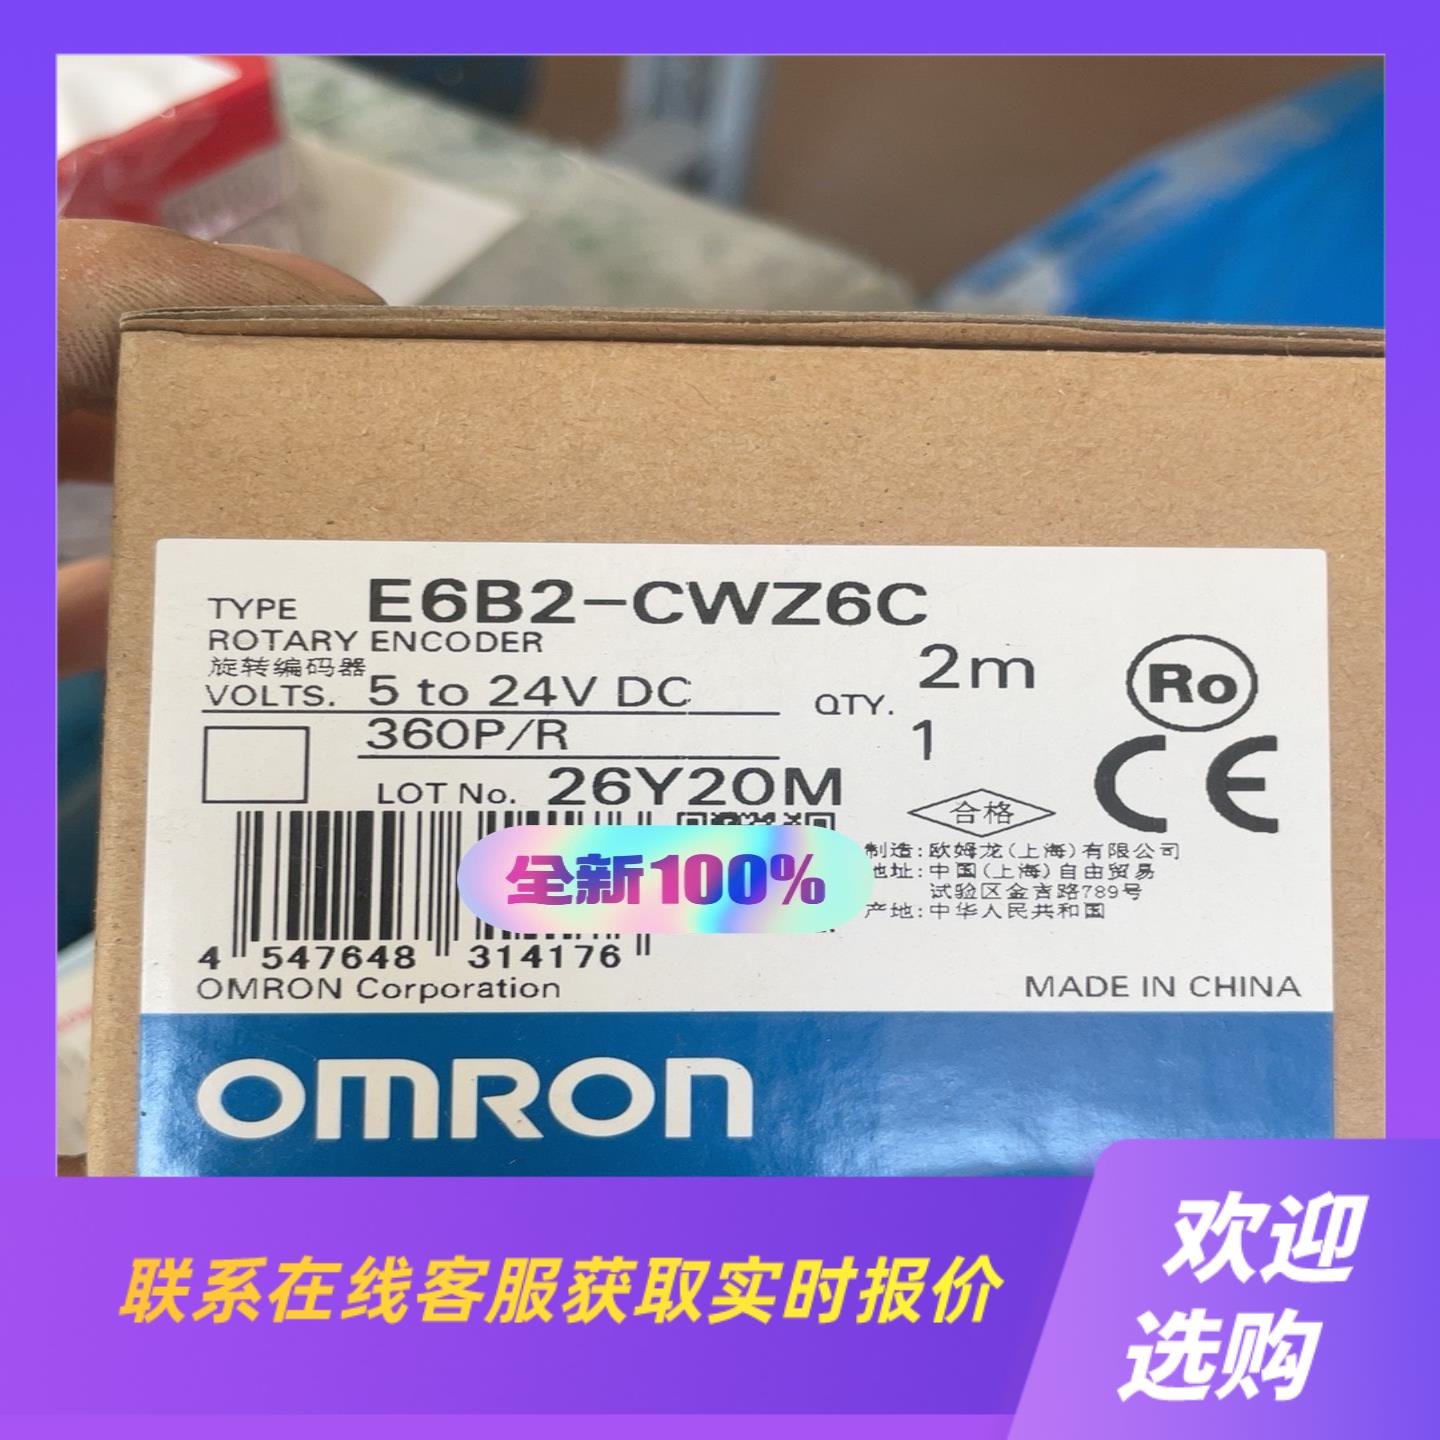 TYPE E6B2-CWZ6C
ROTARY ENCODER
旋转编码器
2m
VOLTS. 5 to 24V DC
QTY.
360P/R
1
Ro
CE
LOT No. 26Y20M
合格
制造:欧姆龙(上海)有限公司
地址:中国(上海)自由贸易
试验区金吉路789号
产地:中华人民共和国
全新100%
4 547648 314176
OMRON Corporation
MADE IN CHINA
OMRON
联系在线客服获取实时报价
欢迎
选购